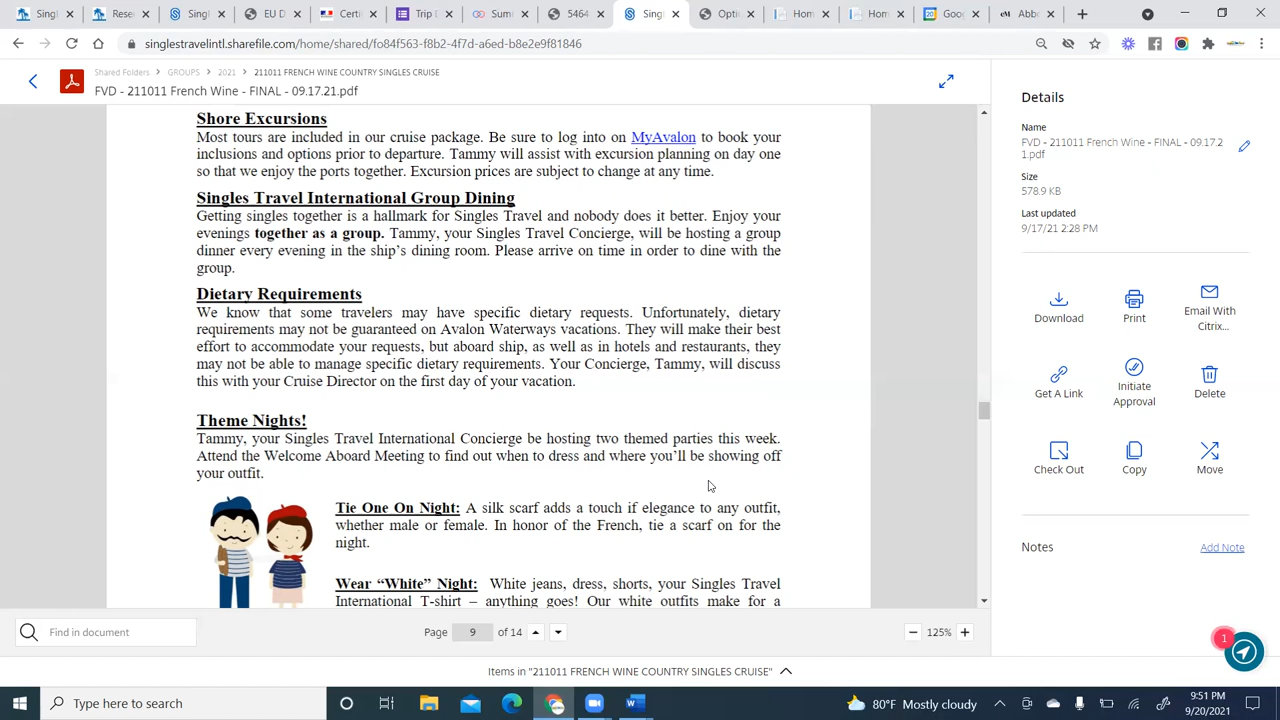 Singl
Rese
Singl
EU D
Certi
Trip D
Sum
5464
Singl
Opti
Hom
Hom
Goo
Abb
singlestravelintl.sharefile.com/home/shared/fo84f563-f8b2-4f7d-a6ed-b8e2e9f81846
Shared Folders > GROUPS > 2021 > 211011 FRENCH WINE COUNTRY SINGLES CRUISE
FVD - 211011 French Wine - FINAL - 09.17.21.pdf
Shore Excursions
Most tours are included in our cruise package. Be sure to log into on MyAvalon to book your
inclusions and options prior to departure. Tammy will assist with excursion planning on day one
so that we enjoy the ports together. Excursion prices are subject to change at any time.
Singles Travel International Group Dining
Getting singles together is a hallmark for Singles Travel and nobody does it better. Enjoy your
evenings together as a group. Tammy, your Singles Travel Concierge, will be hosting a group
dinner every evening in the ship's dining room. Please arrive on time in order to dine with the
group.
Dietary Requirements
We know that some travelers may have specific dietary requests. Unfortunately, dietary
requirements may not be guaranteed on Avalon Waterways vacations. They will make their best
effort to accommodate your requests, but aboard ship, as well as in hotels and restaurants, they
may not be able to manage specific dietary requirements. Your Concierge, Tammy, will discuss
this with your Cruise Director on the first day of your vacation.
Theme Nights!
Tammy, your Singles Travel International Concierge be hosting two themed parties this week.
Attend the Welcome Aboard Meeting to find out when to dress and where you'll be showing off
your outfit.
Tie One On Night: A silk scarf adds a touch if elegance to any outfit,
whether male or female. In honor of the French, tie a scarf on for the
night.
Wear “White” Night: White jeans, dress, shorts, your Singles Travel
International T-shirt – anything goes! Our white outfits make for a
Find in document
Page 9 of 14
125%
Items in "211011 FRENCH WINE COUNTRY SINGLES CRUISE"
Details
Name
FVD - 211011 French Wine - FINAL - 09.17.2
1.pdf
Size
578.9 KB
Last updated
9/17/21 2:28 PM
Download
Print
Email With
Citrix...
Get A Link
Initiate
Approval
Delete
Check Out
Copy
Move
Notes
Add Note
1
Type here to search
80°F Mostly cloudy
9:51 PM
9/20/2021